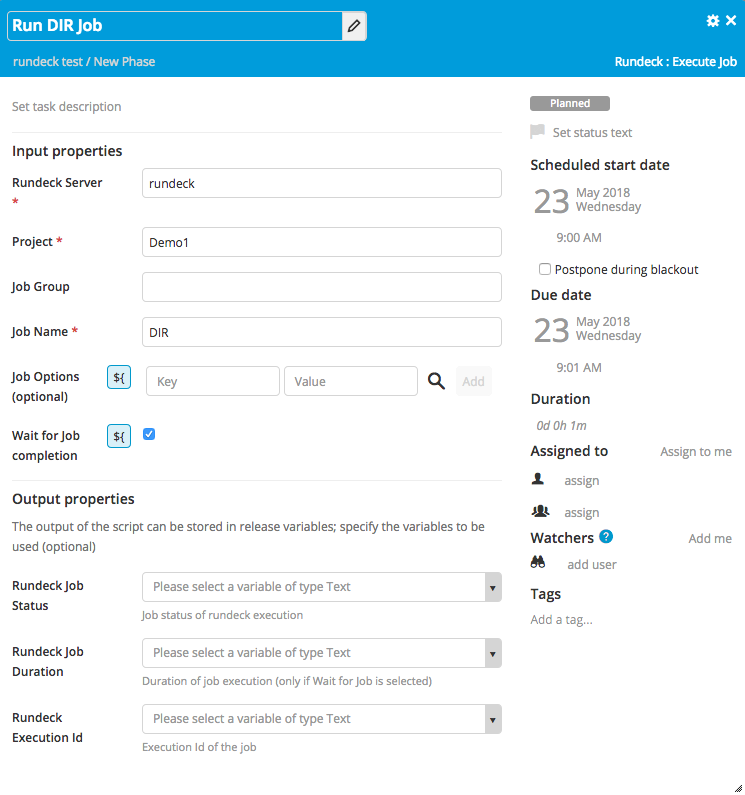 Run DIR Job
rundeck test / New Phase
Rundeck : Execute Job
Set task description
Input properties
Rundeck Server
*
rundeck
Project *
Demo1
Job Group
Job Name *
DIR
Job Options
(optional)
${
Key
Value
Add
Wait for Job
completion
${
Output properties
The output of the script can be stored in release variables; specify the variables to be
used (optional)
Rundeck Job
Status
Please select a variable of type Text
Job status of rundeck execution
Rundeck Job
Duration
Please select a variable of type Text
Duration of job execution (only if Wait for Job is selected)
Rundeck
Execution Id
Please select a variable of type Text
Execution Id of the job
Planned
Set status text
Scheduled start date
23
May 2018
Wednesday
9:00 AM
Postpone during blackout
Due date
23
May 2018
Wednesday
9:01 AM
Duration
0d 0h 1m
Assigned to
Assign to me
assign
assign
Watchers ?
Add me
add user
Tags
Add a tag...